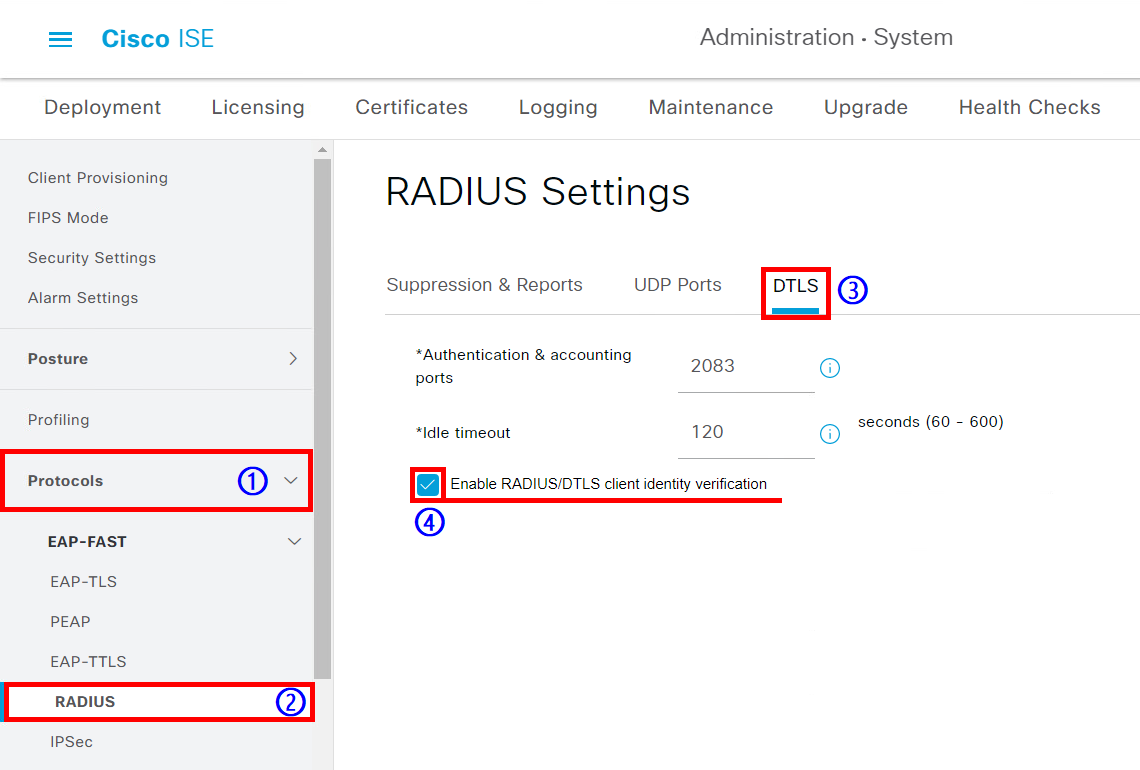 Cisco ISE
Administration · System
Deployment
Licensing
Certificates
Logging
Maintenance
Upgrade
Health Checks
Client Provisioning
FIPS Mode
Security Settings
Alarm Settings
Posture
Profiling
Protocols ①
EAP-FAST
EAP-TLS
PEAP
EAP-TTLS
RADIUS ②
IPSec
RADIUS Settings
Suppression & Reports
UDP Ports
DTLS ③
*Authentication & accounting
ports
2083
*Idle timeout
120
seconds (60 - 600)
Enable RADIUS/DTLS client identity verification
④